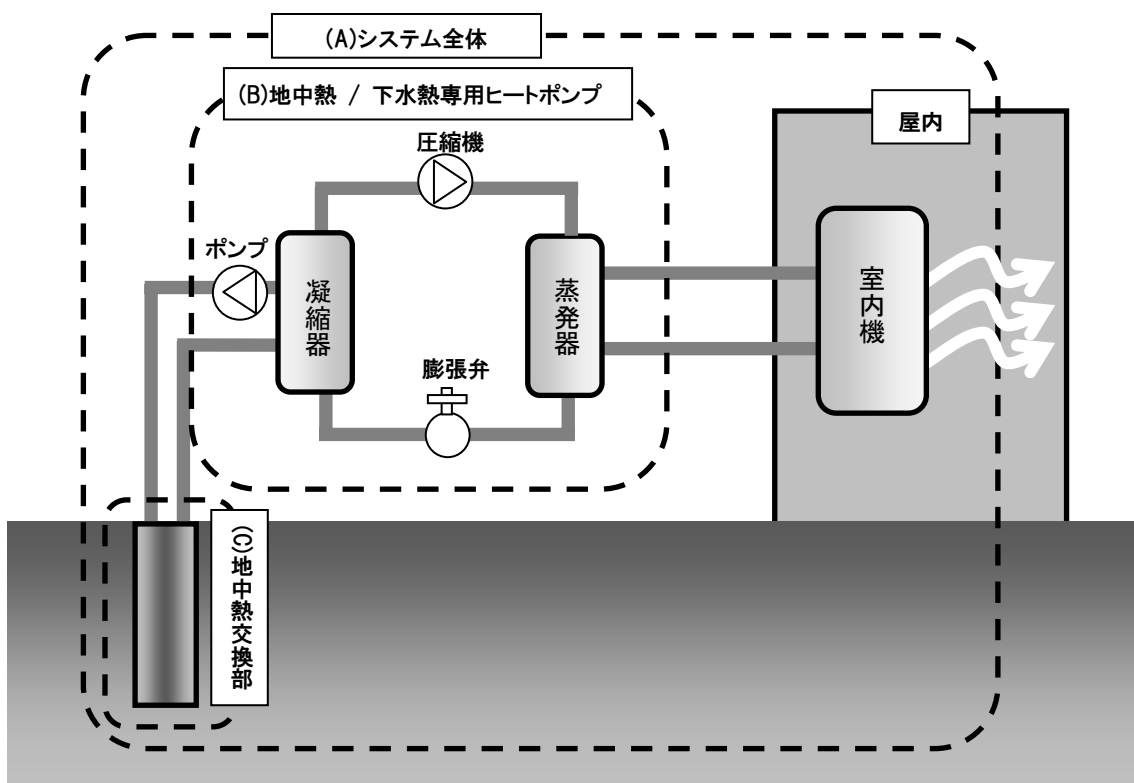 (A)システム全体
(B)地中熱 / 下水熱専用ヒートポンプ
屋内
圧縮機
ポンプ
凝縮器
蒸発器
室内機
膨張弁
(C)地中熱交換部